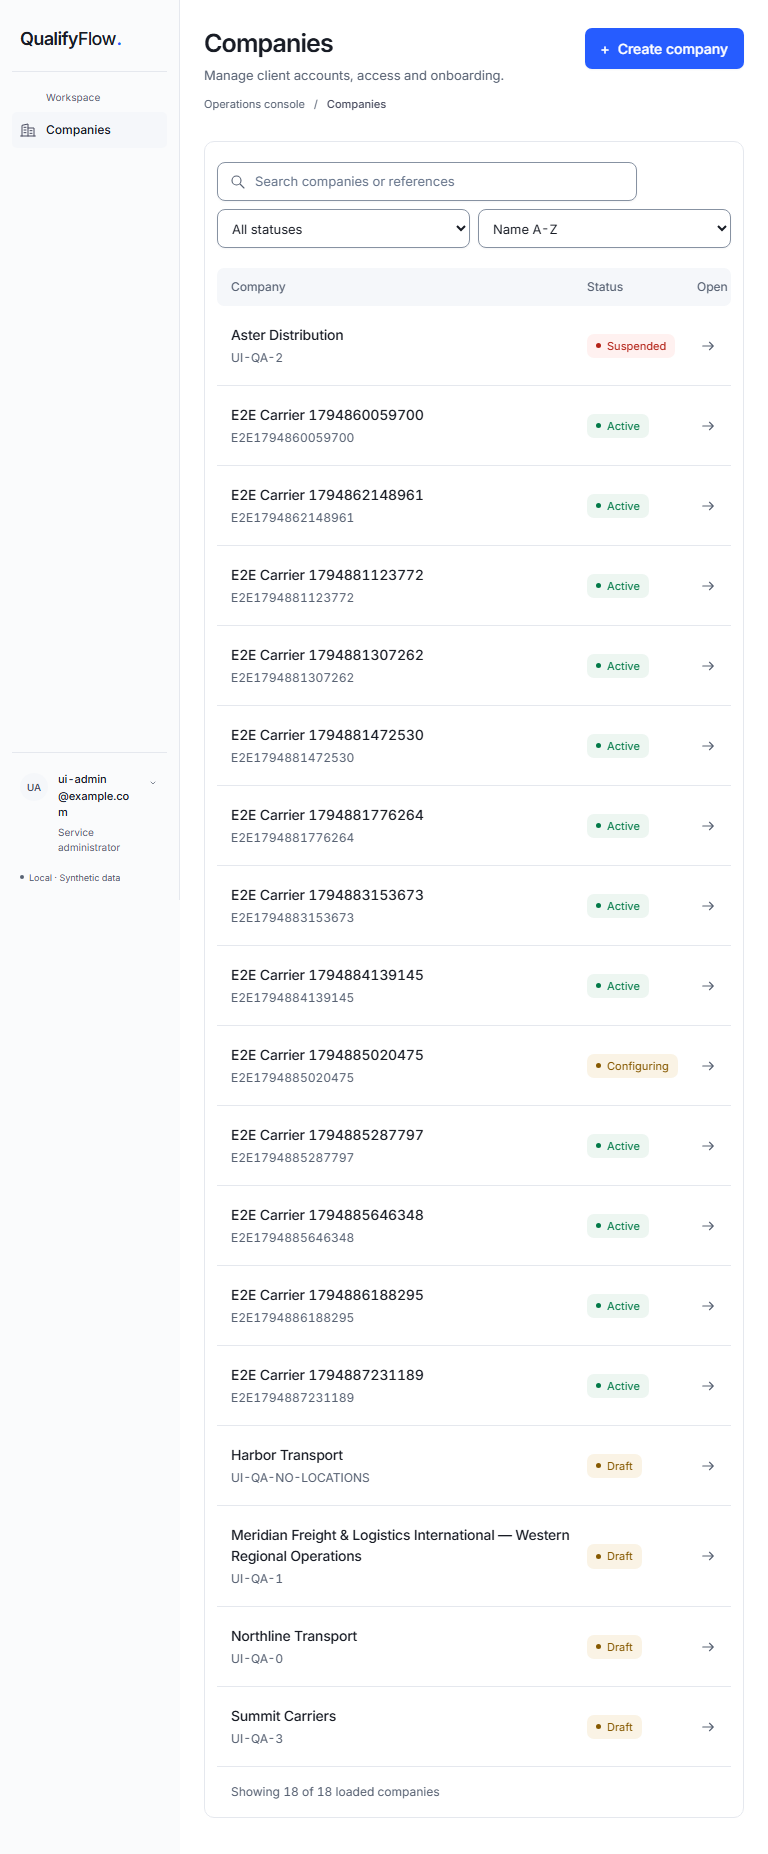 QualifyFlow.
Workspace
Companies
UA
ui-admin
@example.co
m
Service
administrator
Local · Synthetic data
Companies
+ Create company
Manage client accounts, access and onboarding.
Operations console / Companies
Search companies or references
All statuses
Name A-Z
Company Status Open
Aster Distribution
UI-QA-2
Suspended
E2E Carrier 1794860059700
E2E1794860059700
Active
E2E Carrier 1794862148961
E2E1794862148961
Active
E2E Carrier 1794881123772
E2E1794881123772
Active
E2E Carrier 1794881307262
E2E1794881307262
Active
E2E Carrier 1794881472530
E2E1794881472530
Active
E2E Carrier 1794881776264
E2E1794881776264
Active
E2E Carrier 1794883153673
E2E1794883153673
Active
E2E Carrier 1794884139145
E2E1794884139145
Active
E2E Carrier 1794885020475
E2E1794885020475
Configuring
E2E Carrier 1794885287797
E2E1794885287797
Active
E2E Carrier 1794885646348
E2E1794885646348
Active
E2E Carrier 1794886188295
E2E1794886188295
Active
E2E Carrier 1794887231189
E2E1794887231189
Active
Harbor Transport
UI-QA-NO-LOCATIONS
Draft
Meridian Freight & Logistics International — Western
Regional Operations
UI-QA-1
Draft
Northline Transport
UI-QA-0
Draft
Summit Carriers
UI-QA-3
Draft
Showing 18 of 18 loaded companies